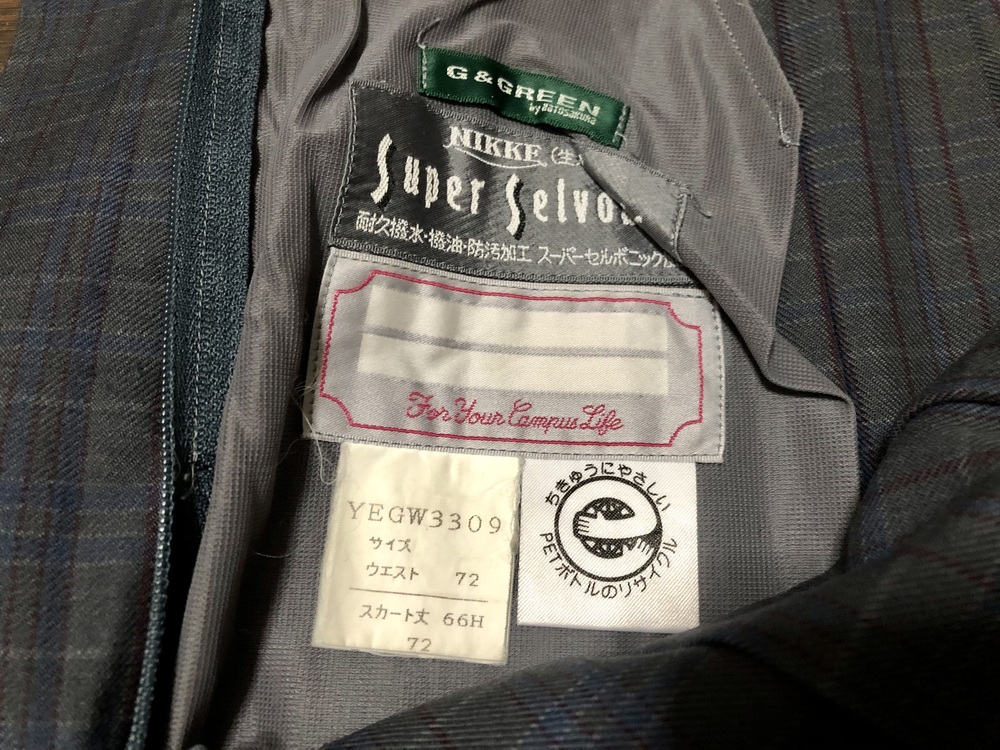 G & GREEN
by HATOSAKURA
NIKKE (生
Super Selvo
耐久撥水・撥油・防汚加工 スーパーセルボニック
For Your Campus Life
YEGW3309
サイズ
ウエスト 72
スカート丈 66H
72
ちきゅうにやさしい
PETボトルのリサイクル